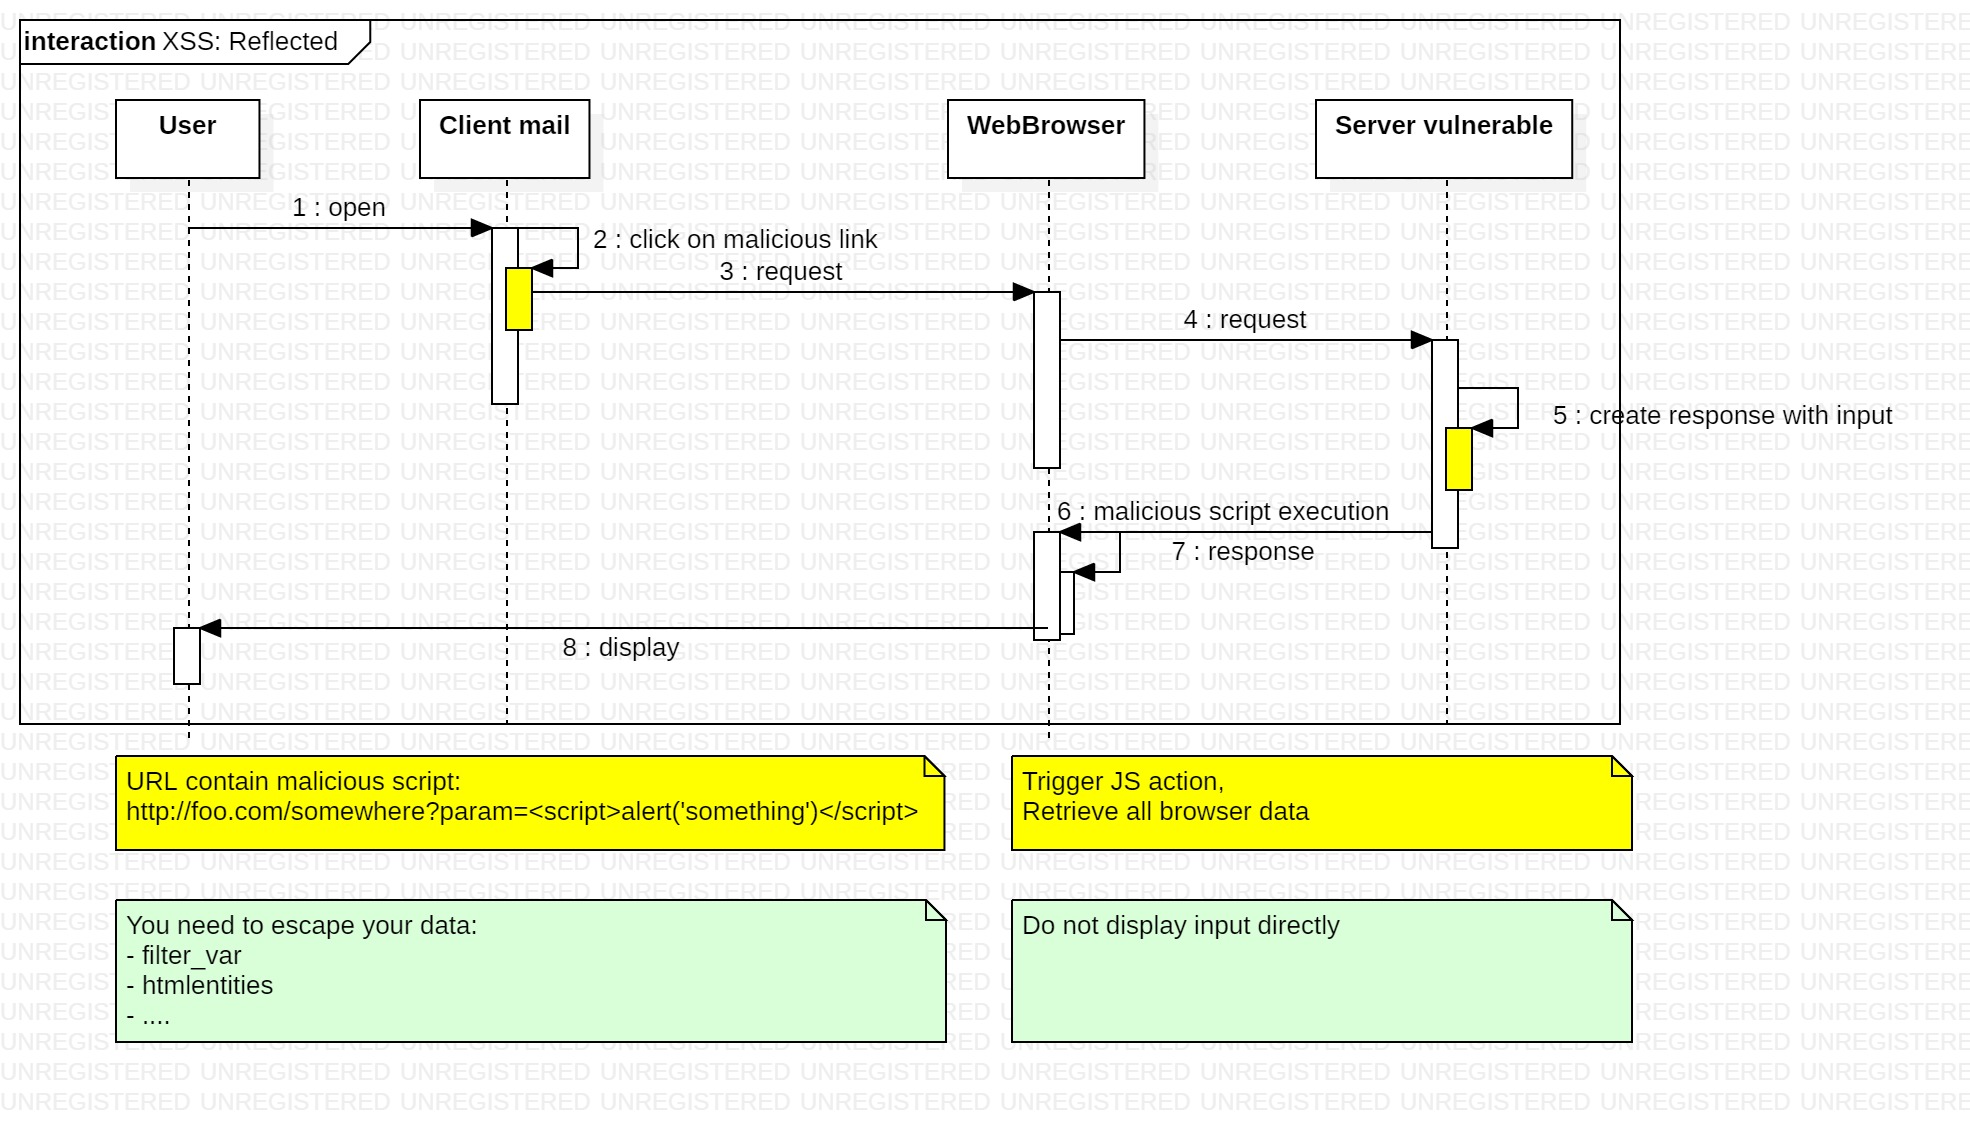 interaction XSS: Reflected
User
Client mail
WebBrowser
Server vulnerable
1 : open
2 : click on malicious link
3 : request
4 : request
5 : create response with input
6 : malicious script execution
7 : response
8 : display
URL contain malicious script:
http://foo.com/somewhere?param=<script>alert('something')</script>
Trigger JS action,
Retrieve all browser data
You need to escape your data:
- filter_var
- htmlentities
- ....
Do not display input directly
UNREGISTERED